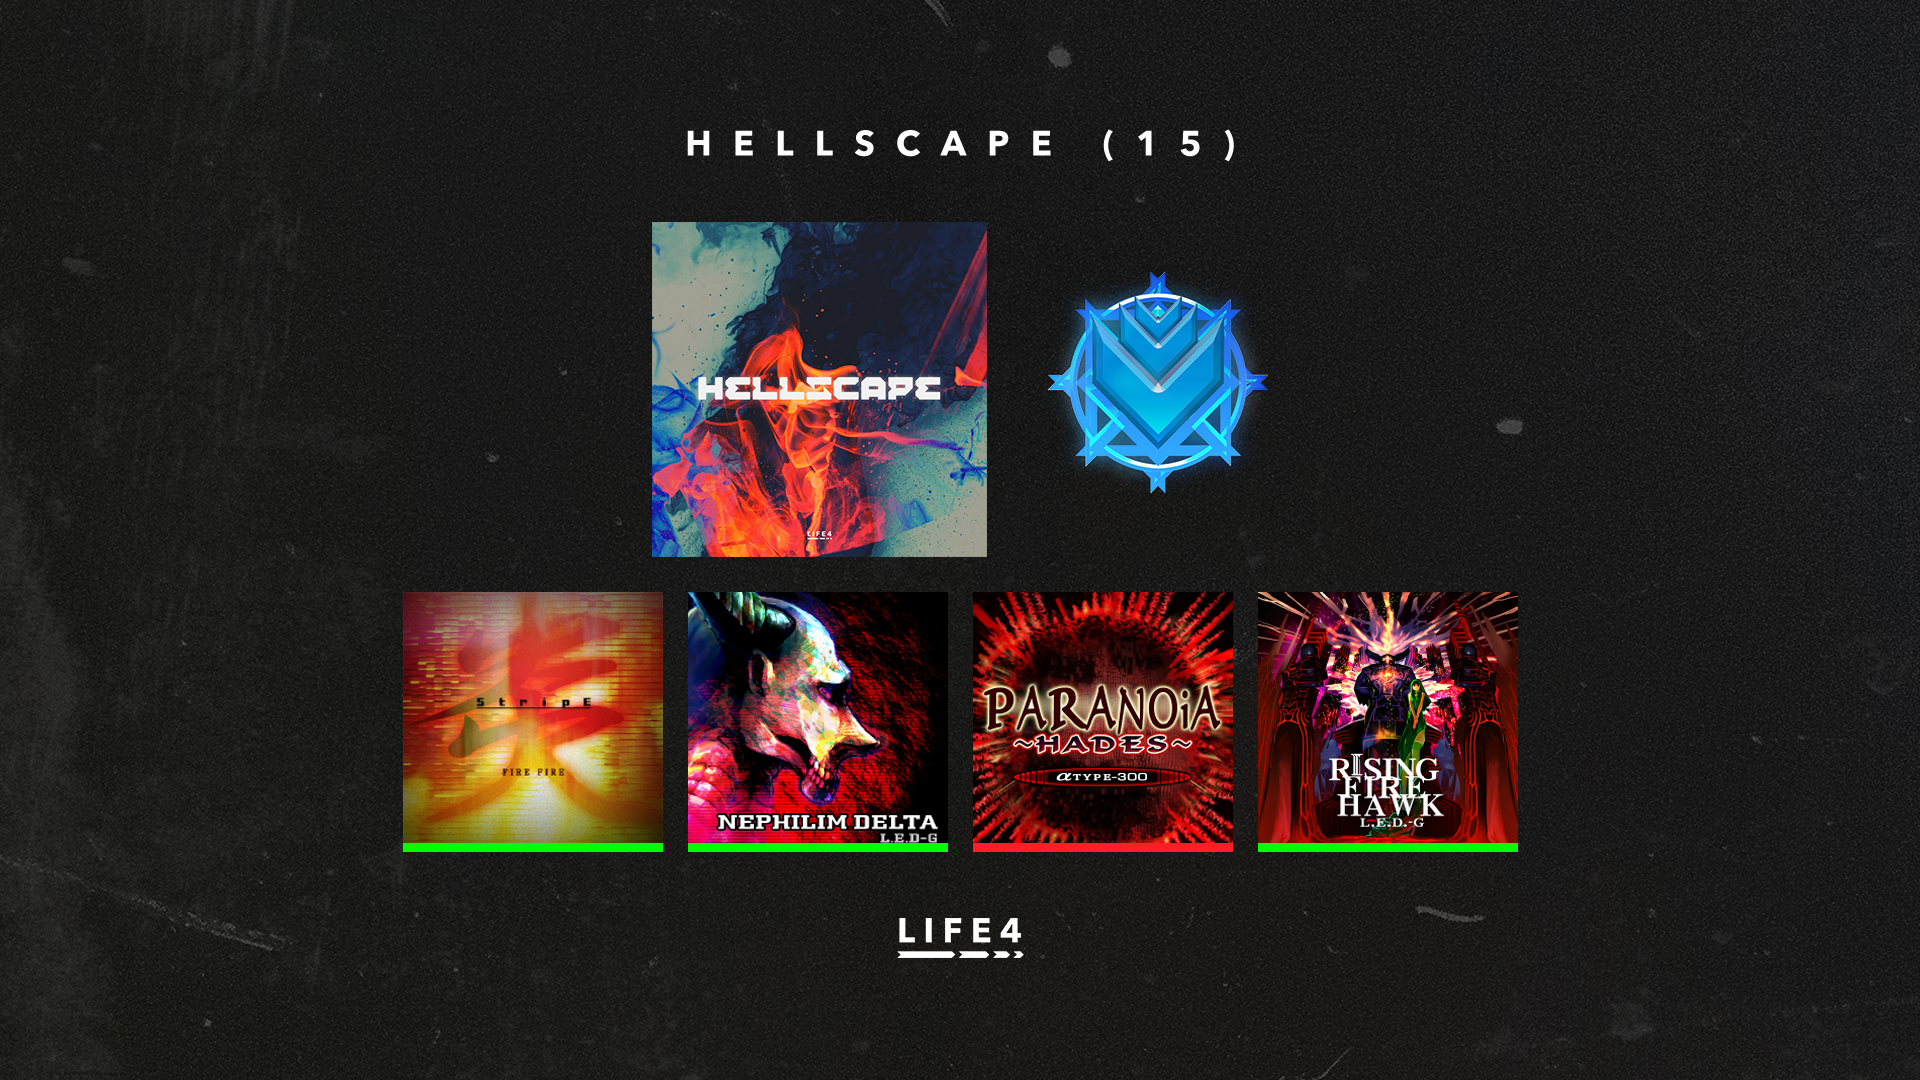 HELLSCAPE (15)
HELLSCAPE
LIFE4
StripE
FIRE FIRE
NEPHILIM DELTA
L.E.D-G
PARANOiA
~HADES~
αTYPE-300
RISING
FIRE
HAWK
L.E.D.-G
LIFE4